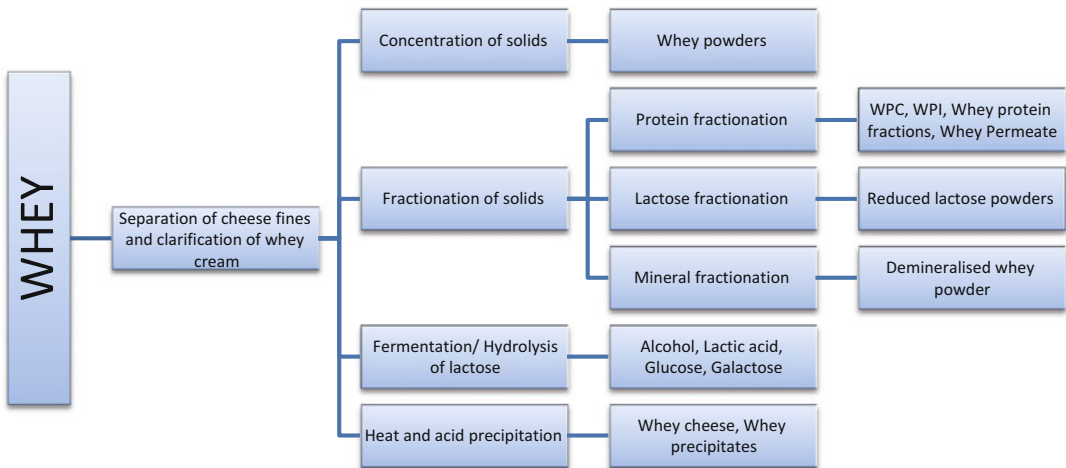 WHEY
Separation of cheese fines
and clarification of whey
cream
Concentration of solids
Whey powders
Fractionation of solids
Protein fractionation
WPC, WPI, Whey protein
fractions, Whey Permeate
Lactose fractionation
Reduced lactose powders
Mineral fractionation
Demineralised whey
powder
Fermentation/ Hydrolysis
of lactose
Alcohol, Lactic acid,
Glucose, Galactose
Heat and acid precipitation
Whey cheese, Whey
precipitates